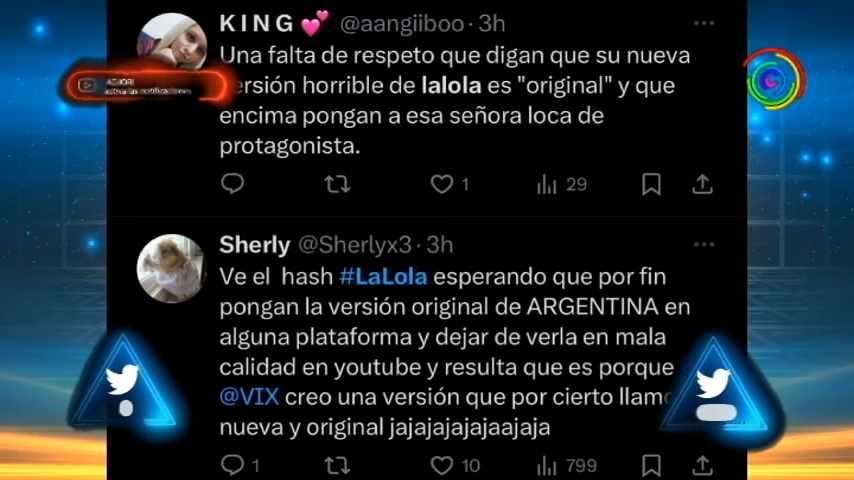 KING💕 @aangiiboo · 3h
Una falta de respeto que digan que su nueva
versión horrible de lalola es "original" y que
encima pongan a esa señora loca de
protagonista.
1 29
Sherly @Sherlyx3 · 3h
Ve el hash #LaLola esperando que por fin
pongan la versión original de ARGENTINA en
alguna plataforma y dejar de verla en mala
calidad en youtube y resulta que es porque
@VIX creo una versión que por cierto llamo
nueva y original jajajajajajaajaja
1 10 799